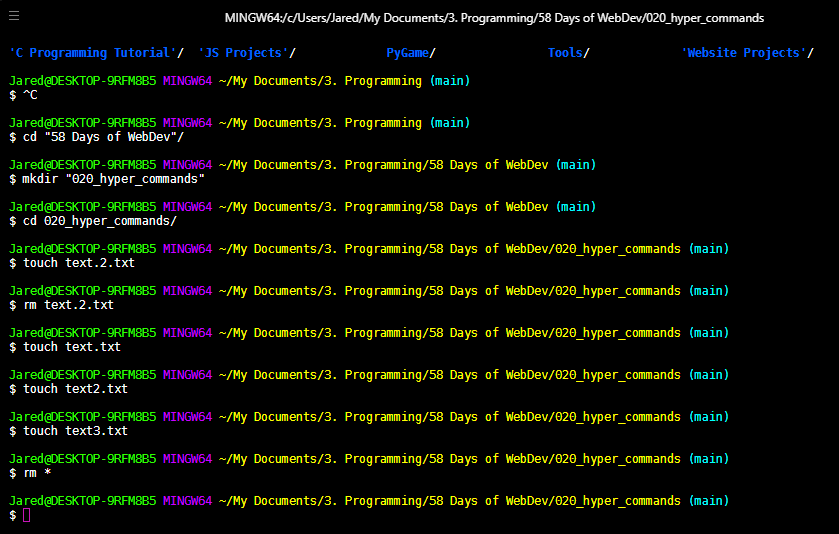 MINGW64:/c/Users/Jared/My Documents/3. Programming/58 Days of WebDev/020_hyper_commands
'C Programming Tutorial'/ 'JS Projects'/ PyGame/ Tools/ 'Website Projects'/
Jared@DESKTOP-9RFM8B5 MINGW64 ~/My Documents/3. Programming (main)
$ ^C
Jared@DESKTOP-9RFM8B5 MINGW64 ~/My Documents/3. Programming (main)
$ cd "58 Days of WebDev"/
Jared@DESKTOP-9RFM8B5 MINGW64 ~/My Documents/3. Programming/58 Days of WebDev (main)
$ mkdir "020_hyper_commands"
Jared@DESKTOP-9RFM8B5 MINGW64 ~/My Documents/3. Programming/58 Days of WebDev (main)
$ cd 020_hyper_commands/
Jared@DESKTOP-9RFM8B5 MINGW64 ~/My Documents/3. Programming/58 Days of WebDev/020_hyper_commands (main)
$ touch text.2.txt
Jared@DESKTOP-9RFM8B5 MINGW64 ~/My Documents/3. Programming/58 Days of WebDev/020_hyper_commands (main)
$ rm text.2.txt
Jared@DESKTOP-9RFM8B5 MINGW64 ~/My Documents/3. Programming/58 Days of WebDev/020_hyper_commands (main)
$ touch text.txt
Jared@DESKTOP-9RFM8B5 MINGW64 ~/My Documents/3. Programming/58 Days of WebDev/020_hyper_commands (main)
$ touch text2.txt
Jared@DESKTOP-9RFM8B5 MINGW64 ~/My Documents/3. Programming/58 Days of WebDev/020_hyper_commands (main)
$ touch text3.txt
Jared@DESKTOP-9RFM8B5 MINGW64 ~/My Documents/3. Programming/58 Days of WebDev/020_hyper_commands (main)
$ rm *
Jared@DESKTOP-9RFM8B5 MINGW64 ~/My Documents/3. Programming/58 Days of WebDev/020_hyper_commands (main)
$